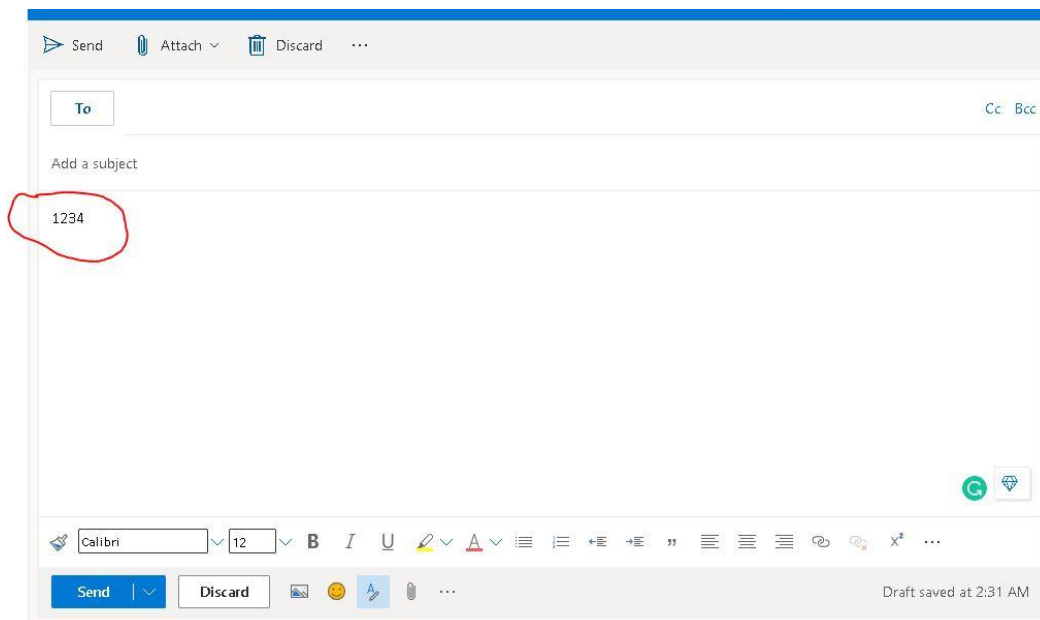 Send Attach Discard ...
To Cc Bcc
Add a subject
1234
Calibri 12 B I U A " x² ...
Send Discard ... Draft saved at 2:31 AM